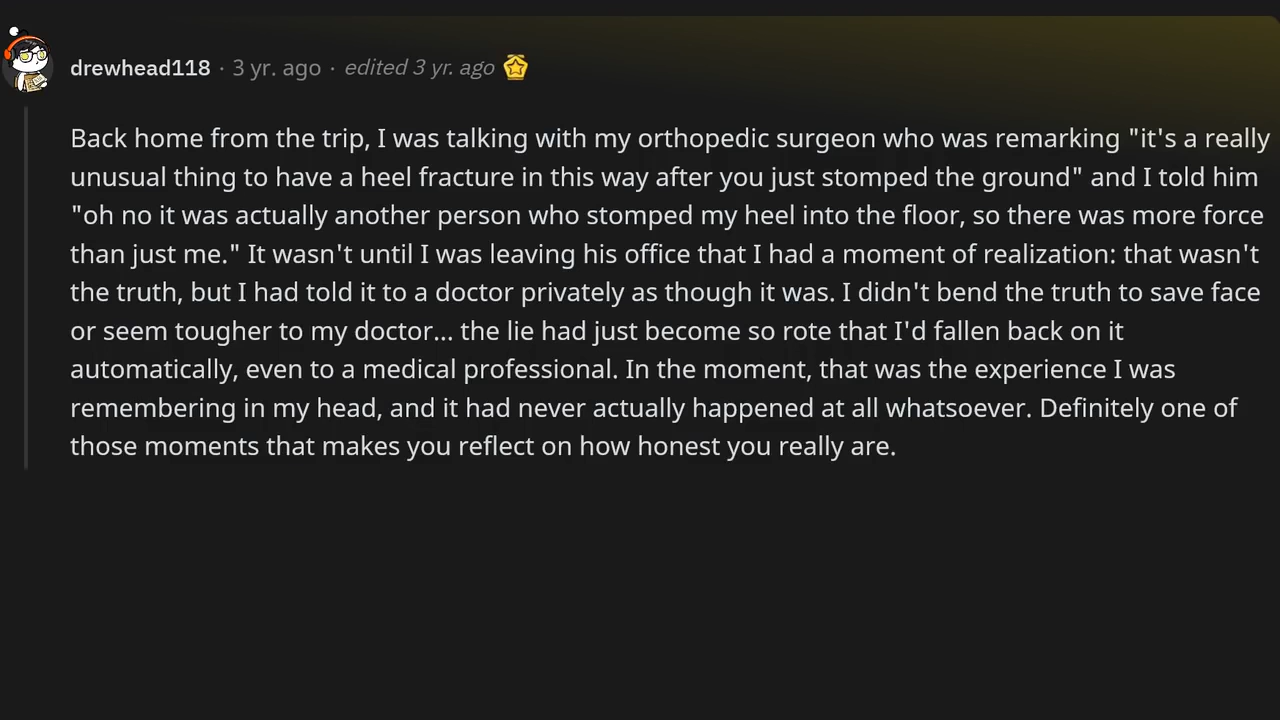 drewhead118 · 3 yr. ago · edited 3 yr. ago
Back home from the trip, I was talking with my orthopedic surgeon who was remarking "it's a really
unusual thing to have a heel fracture in this way after you just stomped the ground" and I told him
"oh no it was actually another person who stomped my heel into the floor, so there was more force
than just me." It wasn't until I was leaving his office that I had a moment of realization: that wasn't
the truth, but I had told it to a doctor privately as though it was. I didn't bend the truth to save face
or seem tougher to my doctor... the lie had just become so rote that I'd fallen back on it
automatically, even to a medical professional. In the moment, that was the experience I was
remembering in my head, and it had never actually happened at all whatsoever. Definitely one of
those moments that makes you reflect on how honest you really are.